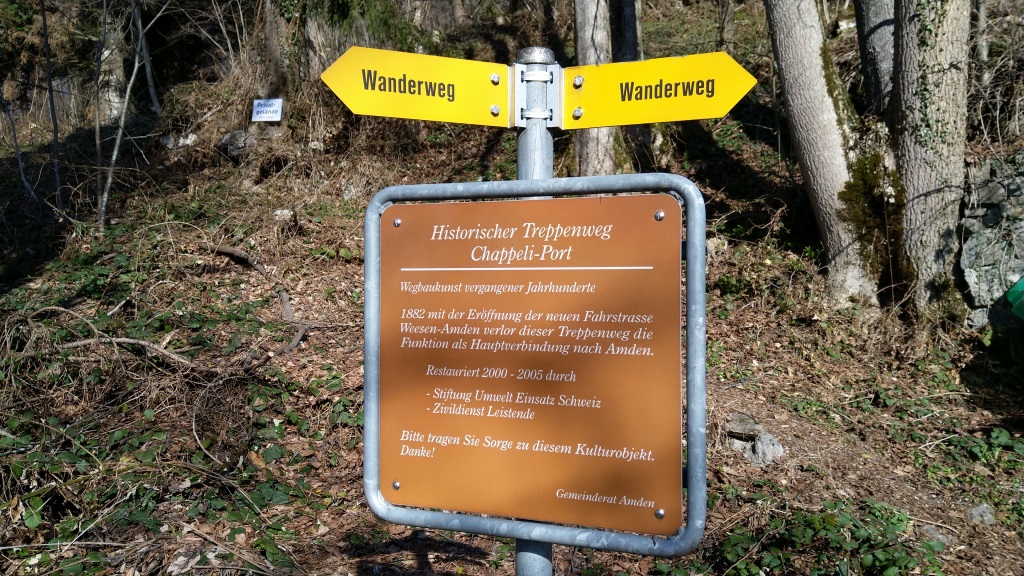 Wanderweg
Wanderweg
Privat-
gelände
Historischer Treppenweg
Chappeli-Port
Wegbaukunst vergangener Jahrhunderte
1882 mit der Eröffnung der neuen Fahrstrasse
Weesen-Amden verlor dieser Treppenweg die
Funktion als Hauptverbindung nach Amden.
Restauriert 2000 - 2005 durch
- Stiftung Umwelt Einsatz Schweiz
- Zivildienst Leistende
Bitte tragen Sie Sorge zu diesem Kulturobjekt.
Danke!
Gemeinderat Amden